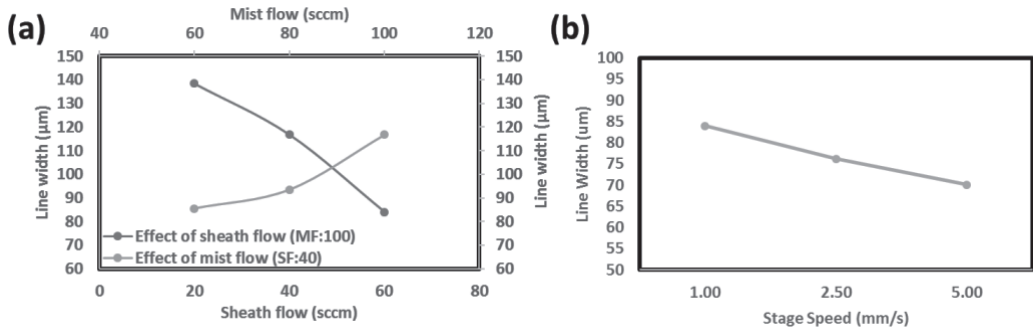 (a)
Mist flow (sccm)
40 60 80 100 120
150 150
140 140
130 130
120 120
110 110
100 100
90 90
80 80
70 70
60 60
Line width (µm)
Line width (µm)
Effect of sheath flow (MF:100)
Effect of mist flow (SF:40)
0 20 40 60 80
Sheath flow (sccm)
(b)
100
95
90
85
80
75
70
65
60
55
50
Line Width (um)
1.00 2.50 5.00
Stage Speed (mm/s)